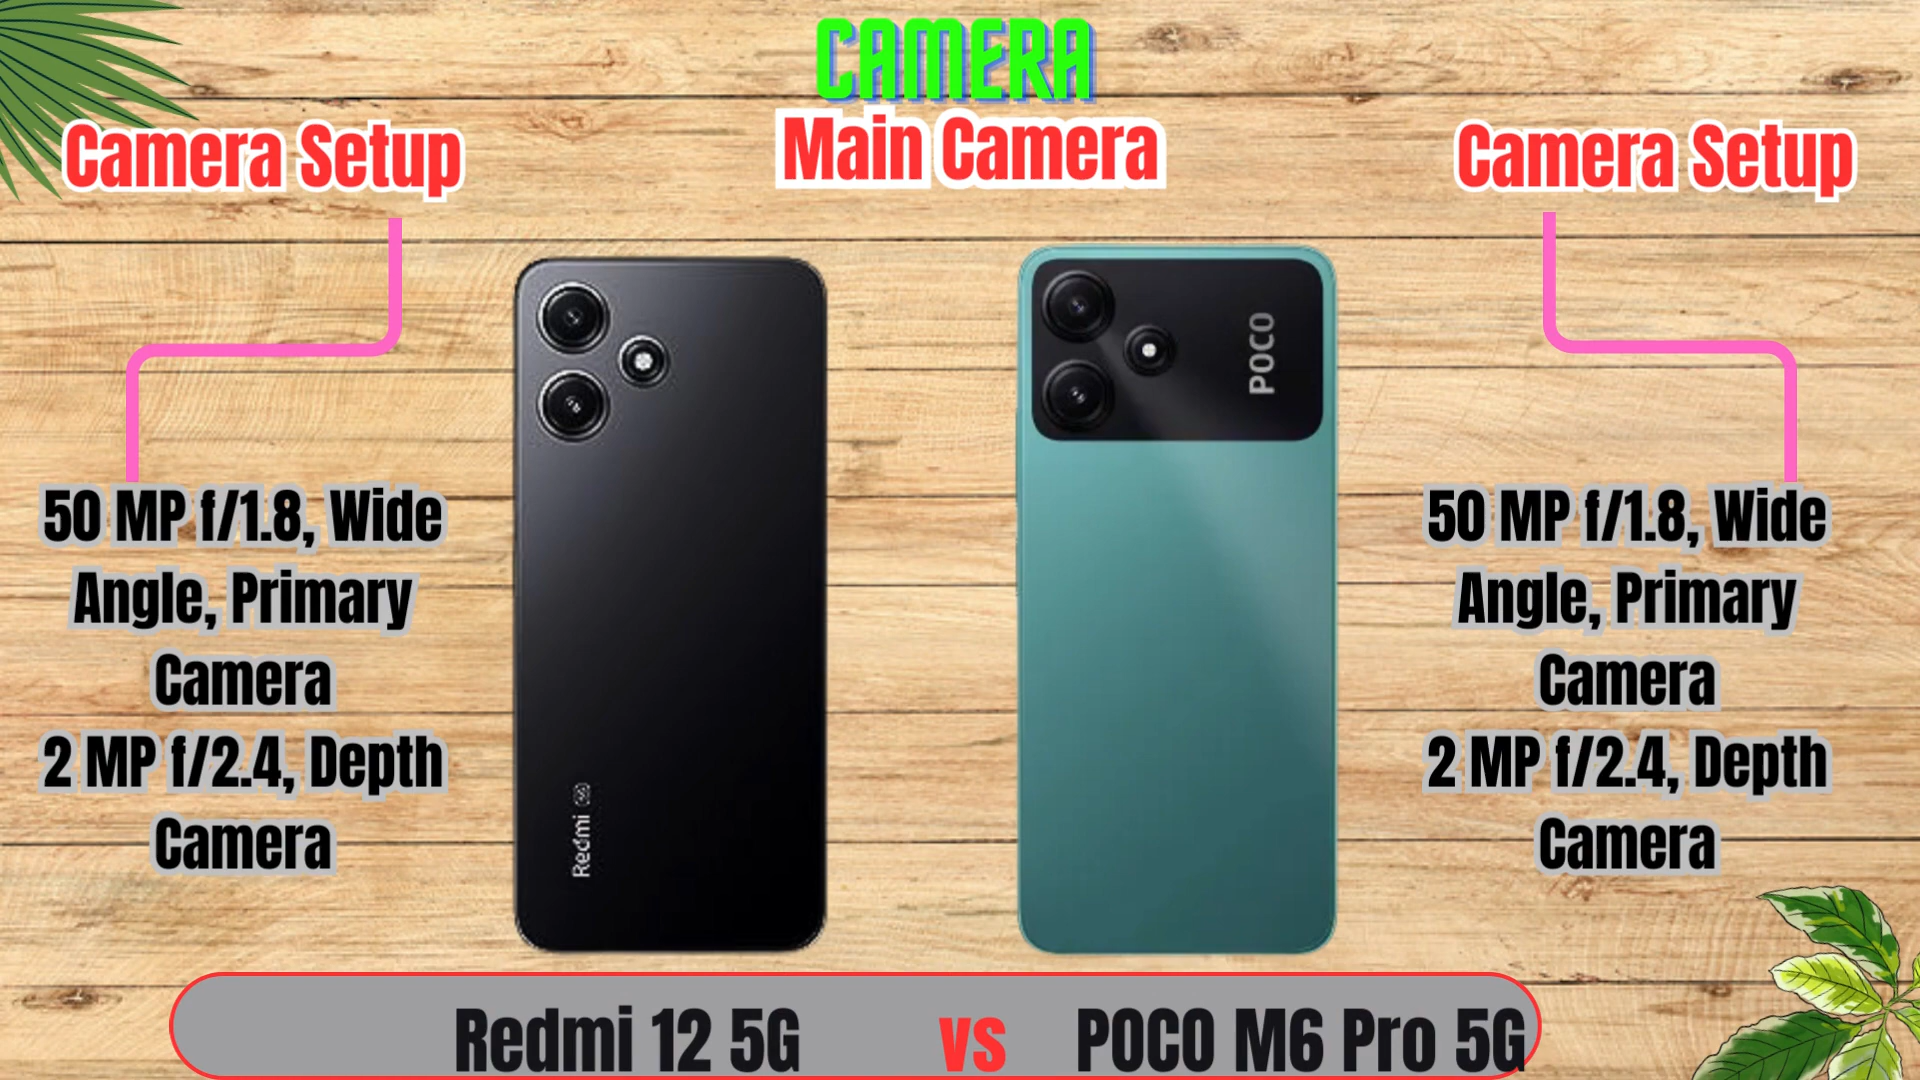 CAMERA
Main Camera
Camera Setup
50 MP f/1.8, Wide
Angle, Primary
Camera
2 MP f/2.4, Depth
Camera
Redmi 5G
POCO
Camera Setup
50 MP f/1.8, Wide
Angle, Primary
Camera
2 MP f/2.4, Depth
Camera
Redmi 12 5G vs POCO M6 Pro 5G